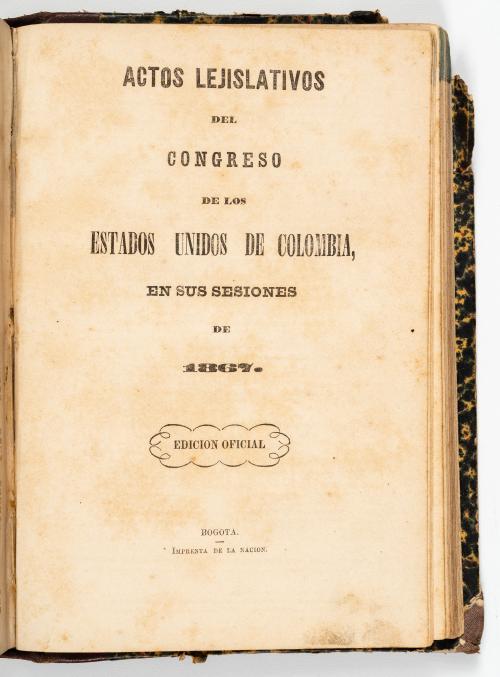 ACTOS LEJISLATIVOS
DEL
CONGRESO
DE LOS
ESTADOS UNIDOS DE COLOMBIA,
EN SUS SESIONES
DE
1867.
EDICION OFICIAL
BOGOTA.
IMPRENTA DE LA NACION.